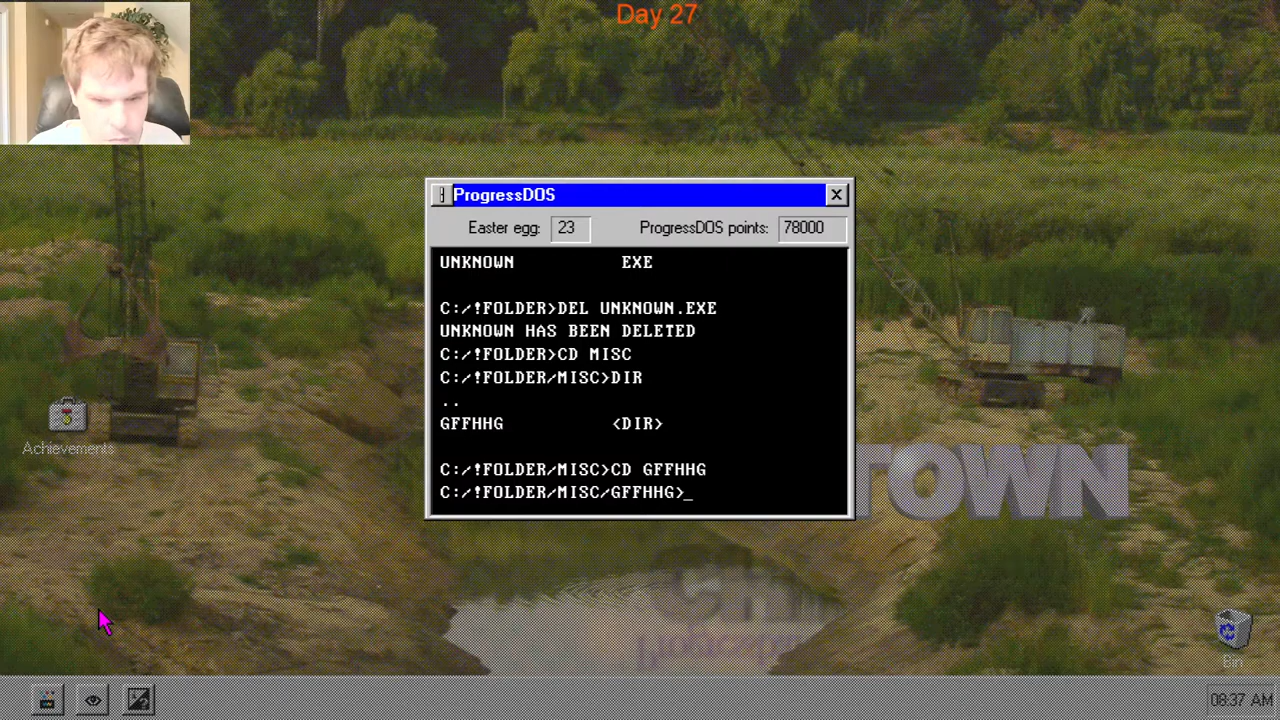 Day 27
ProgressDOS
Easter egg: 23 ProgressDOS points: 78000
UNKNOWN EXE
C:/!FOLDER>DEL UNKNOWN.EXE
UNKNOWN HAS BEEN DELETED
C:/!FOLDER>CD MISC
C:/!FOLDER/MISC>DIR
..
GFFHHG <DIR>
C:/!FOLDER/MISC>CD GFFHHG
C:/!FOLDER/MISC/GFFHHG>_
Achievements
TOWN
Bin
08:37 AM